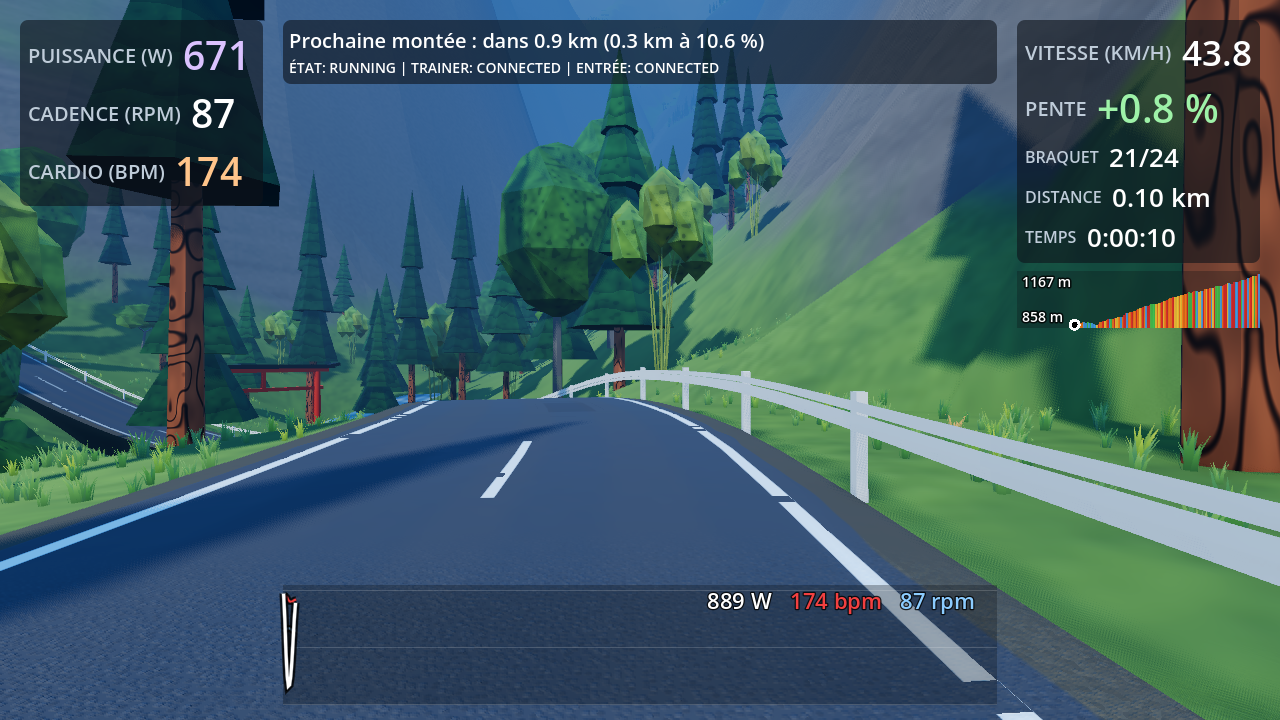 PUISSANCE (W) 671
CADENCE (RPM) 87
CARDIO (BPM) 174
Prochaine montée : dans 0.9 km (0.3 km à 10.6 %)
ÉTAT: RUNNING | TRAINER: CONNECTED | ENTRÉE: CONNECTED
VITESSE (KM/H) 43.8
PENTE +0.8 %
BRAQUET 21/24
DISTANCE 0.10 km
TEMPS 0:00:10
1167 m
858 m
889 W 174 bpm 87 rpm